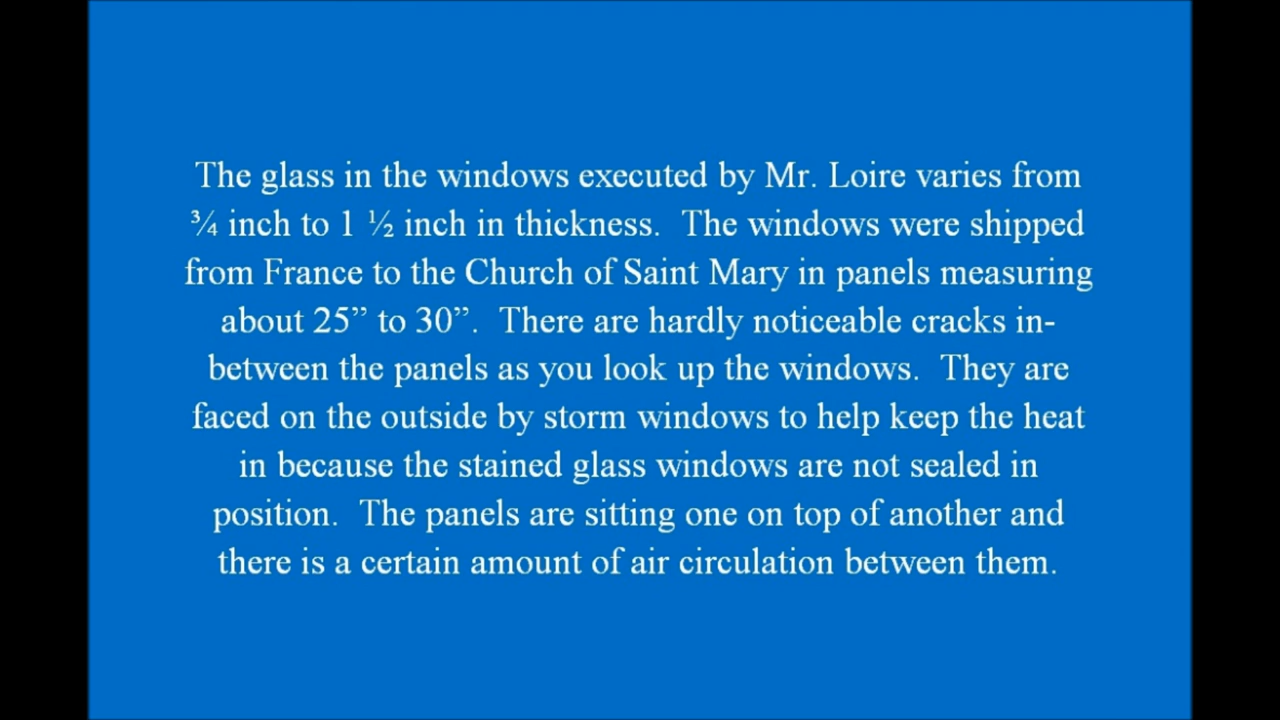 The glass in the windows executed by Mr. Loire varies from
¾ inch to 1 ½ inch in thickness.  The windows were shipped
from France to the Church of Saint Mary in panels measuring
about 25” to 30”.  There are hardly noticeable cracks in-
between the panels as you look up the windows.  They are
faced on the outside by storm windows to help keep the heat
in because the stained glass windows are not sealed in
position.  The panels are sitting one on top of another and
there is a certain amount of air circulation between them.